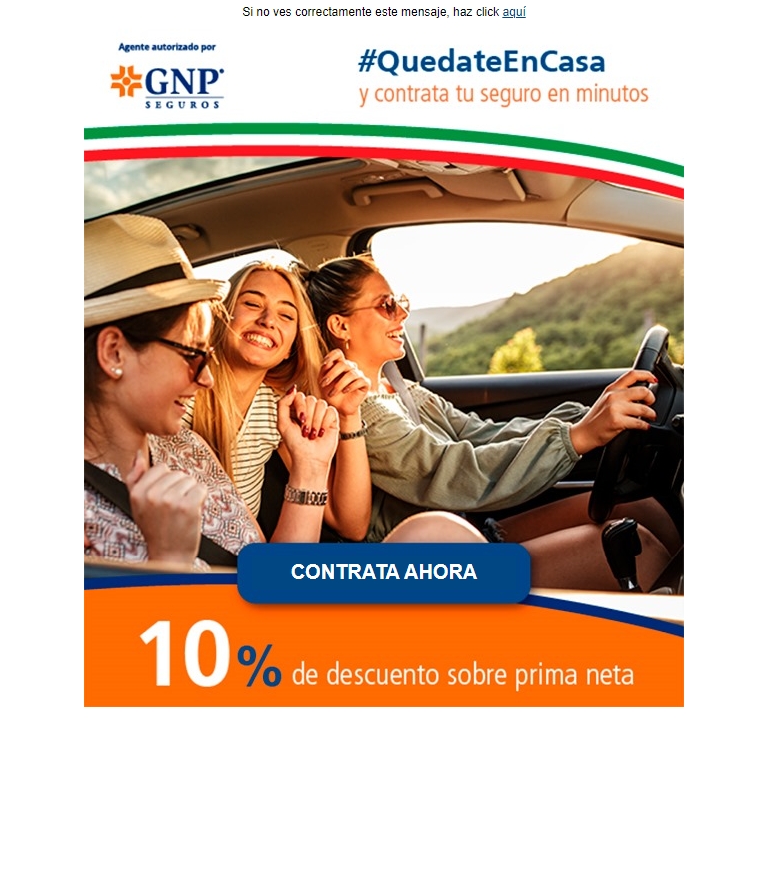 Si no ves correctamente este mensaje, haz click aquí
Agente autorizado por
GNP®
SEGUROS
#QuedateEnCasa
y contrata tu seguro en minutos
CONTRATA AHORA
10% de descuento sobre prima neta